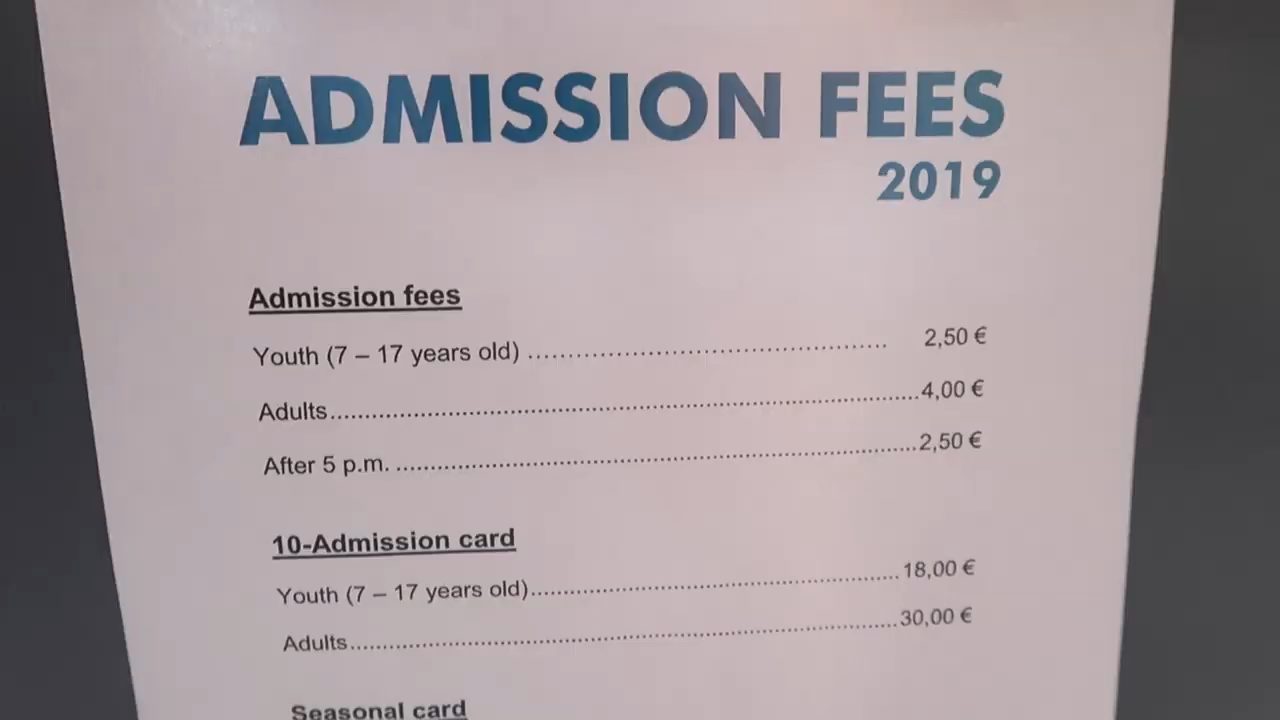 ADMISSION FEES
2019
Admission fees
Youth (7 – 17 years old) ........................................................ 2,50 €
Adults.............................................................................................4,00 €
After 5 p.m. ....................................................................................2,50 €
10-Admission card
Youth (7 – 17 years old)..........................................................18,00 €
Adults.........................................................................................30,00 €
Seasonal card